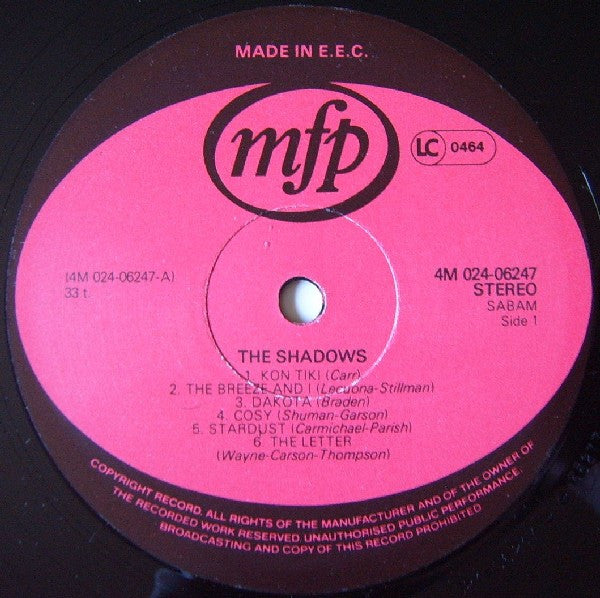 MADE IN E.E.C.
mfp
LC 0464
(4M 024-06247-A)
33 t.
4M 024-06247
STEREO
SABAM
Side 1
THE SHADOWS
1. KON TIKI (Carr)
2. THE BREEZE AND I (Lecuona-Stillman)
3. DAKOTA (Braden)
4. COSY (Shuman-Garson)
5. STARDUST (Carmichael-Parish)
6. THE LETTER
(Wayne-Carson-Thompson)
COPYRIGHT RECORD. ALL RIGHTS OF THE MANUFACTURER AND OF THE OWNER OF
THE RECORDED WORK RESERVED. UNAUTHORISED PUBLIC PERFORMANCE.
BROADCASTING AND COPY OF THIS RECORD PROHIBITED